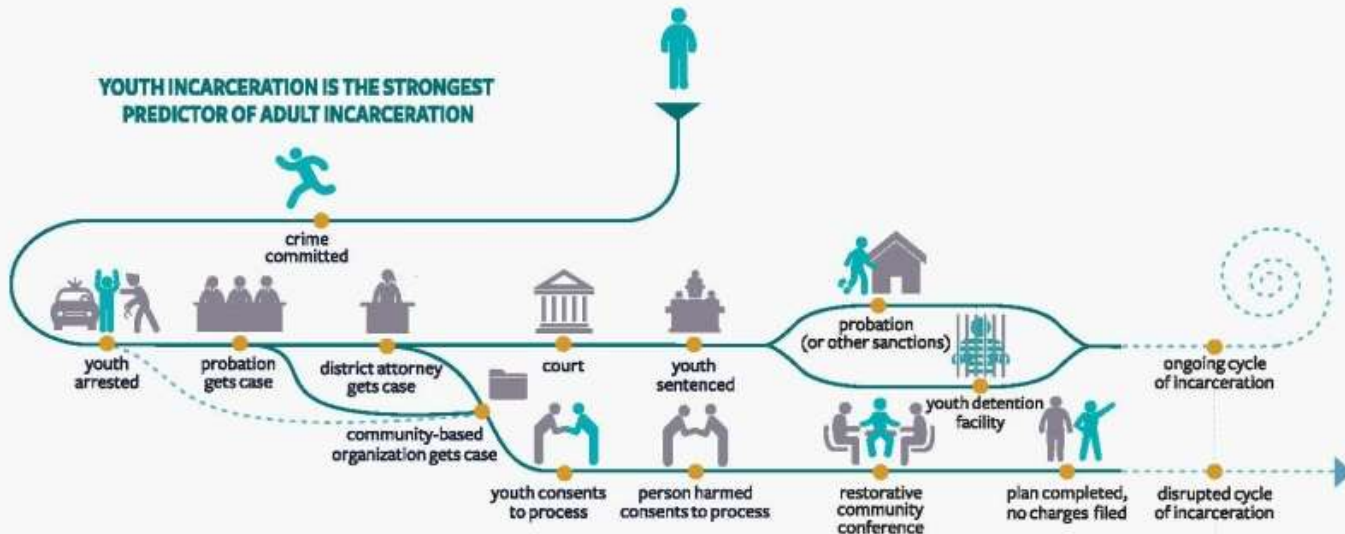 YOUTH INCARCERATION IS THE STRONGEST
PREDICTOR OF ADULT INCARCERATION
crime
committed
youth
arrested
probation
gets case
district attorney
gets case
court
youth
sentenced
probation
(or other sanctions)
youth detention
facility
ongoing cycle
of incarceration
community-based
organization gets case
youth consents
to process
person harmed
consents to process
restorative
community
conference
plan completed,
no charges filed
disrupted cycle
of incarceration